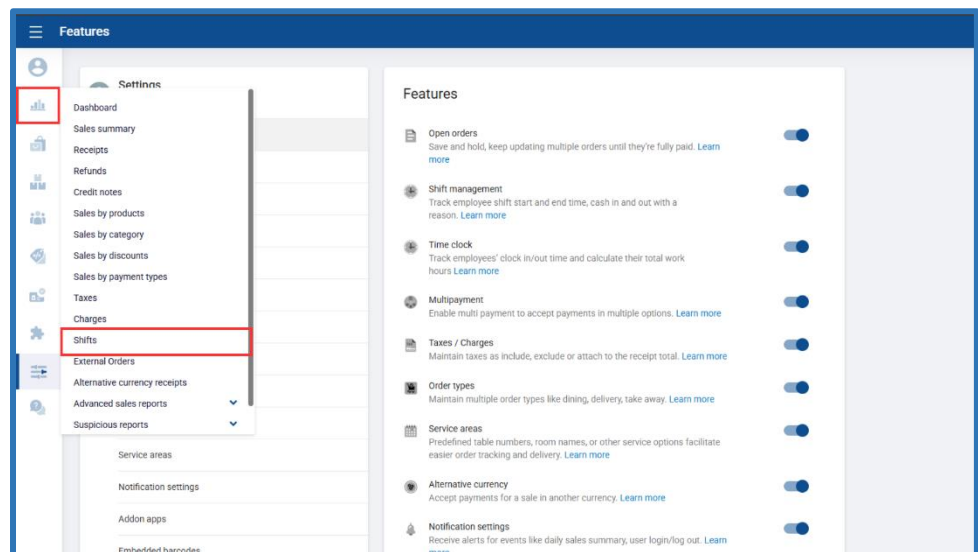 Features
Settings
Dashboard
Sales summary
Receipts
Refunds
Credit notes
Sales by products
Sales by category
Sales by discounts
Sales by payment types
Taxes
Charges
Shifts
External Orders
Alternative currency receipts
Advanced sales reports
Suspicious reports
Service areas
Notification settings
Addon apps
Embedded barcodes
Features
Open orders
Save and hold, keep updating multiple orders until they're fully paid. Learn
more
Shift management
Track employee shift start and end time, cash in and out with a
reason. Learn more
Time clock
Track employees' clock in/out time and calculate their total work
hours Learn more
Multipayment
Enable multi payment to accept payments in multiple options. Learn more
Taxes / Charges
Maintain taxes as include, exclude or attach to the receipt total. Learn more
Order types
Maintain multiple order types like dining, delivery, take away. Learn more
Service areas
Predefined table numbers, room names, or other service options facilitate
easier order tracking and delivery. Learn more
Alternative currency
Accept payments for a sale in another currency. Learn more
Notification settings
Receive alerts for events like daily sales summary, user login/log out. Learn
more